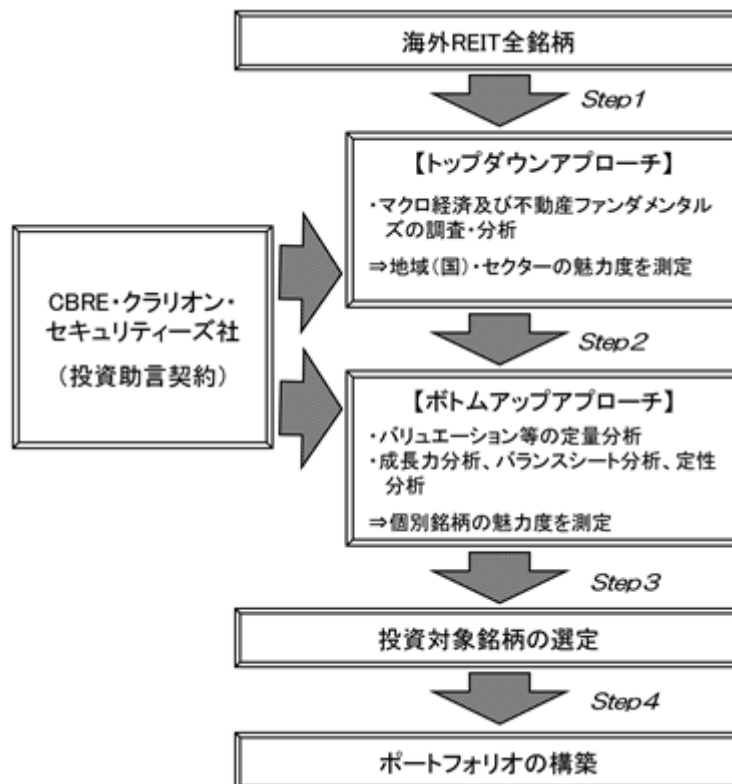 海外REIT全銘柄
Step1
【トップダウンアプローチ】
・マクロ経済及び不動産ファンダメンタル
ズの調査・分析
⇒地域(国)・セクターの魅力度を測定
CBRE・クラリオン・
セキュリティーズ社
(投資助言契約)
Step2
【ボトムアップアプローチ】
・バリュエーション等の定量分析
・成長力分析、バランスシート分析、定性
分析
⇒個別銘柄の魅力度を測定
Step3
投資対象銘柄の選定
Step4
ポートフォリオの構築